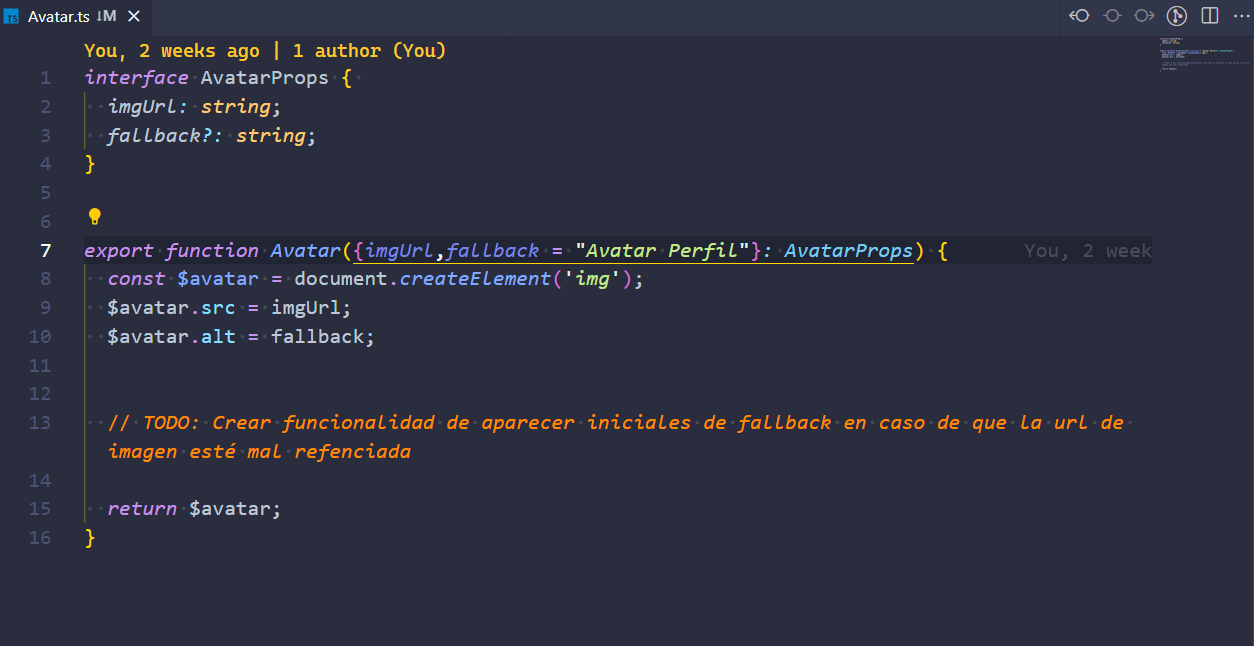 TS Avatar.ts ↓M ×
You, 2 weeks ago | 1 author (You)
1 interface AvatarProps {
2 imgUrl: string;
3 fallback?: string;
4 }
5
6
7 export function Avatar({imgUrl,fallback = "Avatar Perfil"}: AvatarProps) { You, 2 week
8 const $avatar = document.createElement('img');
9 $avatar.src = imgUrl;
10 $avatar.alt = fallback;
11
12
13 // TODO: Crear funcionalidad de aparecer iniciales de fallback en caso de que la url de
imagen esté mal refenciada
14
15 return $avatar;
16 }